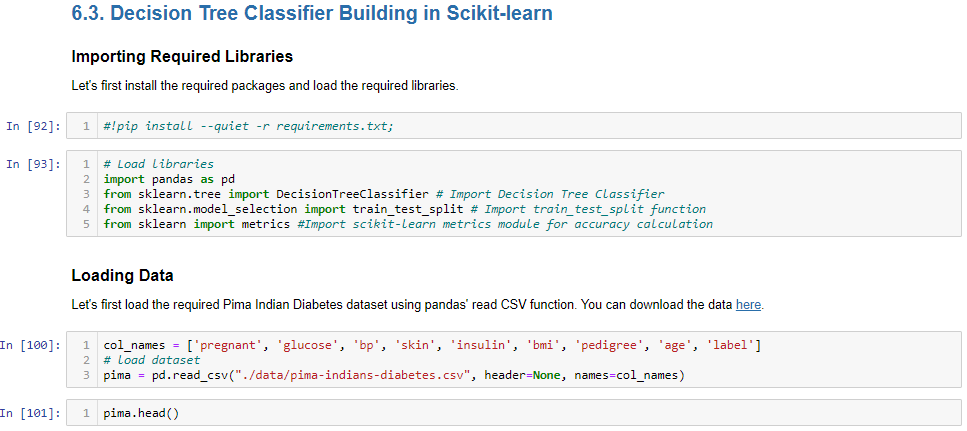 6.3. Decision Tree Classifier Building in Scikit-learn
Importing Required Libraries
Let's first install the required packages and load the required libraries.
In [92]: 1 #!pip install --quiet -r requirements.txt;
In [93]: 1 # Load libraries
2 import pandas as pd
3 from sklearn.tree import DecisionTreeClassifier # Import Decision Tree Classifier
4 from sklearn.model_selection import train_test_split # Import train_test_split function
5 from sklearn import metrics #Import scikit-learn metrics module for accuracy calculation
Loading Data
Let's first load the required Pima Indian Diabetes dataset using pandas' read CSV function. You can download the data here.
In [100]: 1 col_names = ['pregnant', 'glucose', 'bp', 'skin', 'insulin', 'bmi', 'pedigree', 'age', 'label']
2 # load dataset
3 pima = pd.read_csv("./data/pima-indians-diabetes.csv", header=None, names=col_names)
In [101]: 1 pima.head()